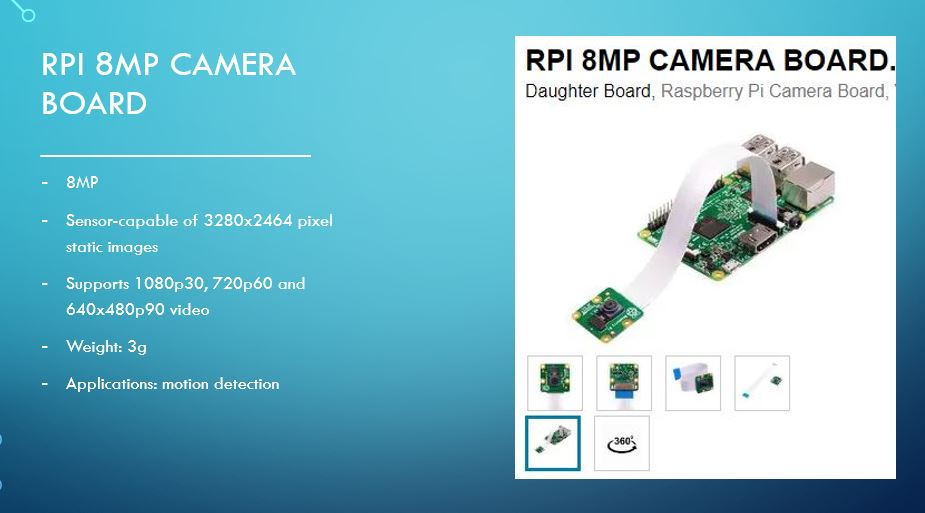 RPI 8MP CAMERA
BOARD
- 8MP
- Sensor-capable of 3280x2464 pixel
static images
- Supports 1080p30, 720p60 and
640x480p90 video
- Weight: 3g
- Applications: motion detection
RPI 8MP CAMERA BOARD.
Daughter Board, Raspberry Pi Camera Board,
360°